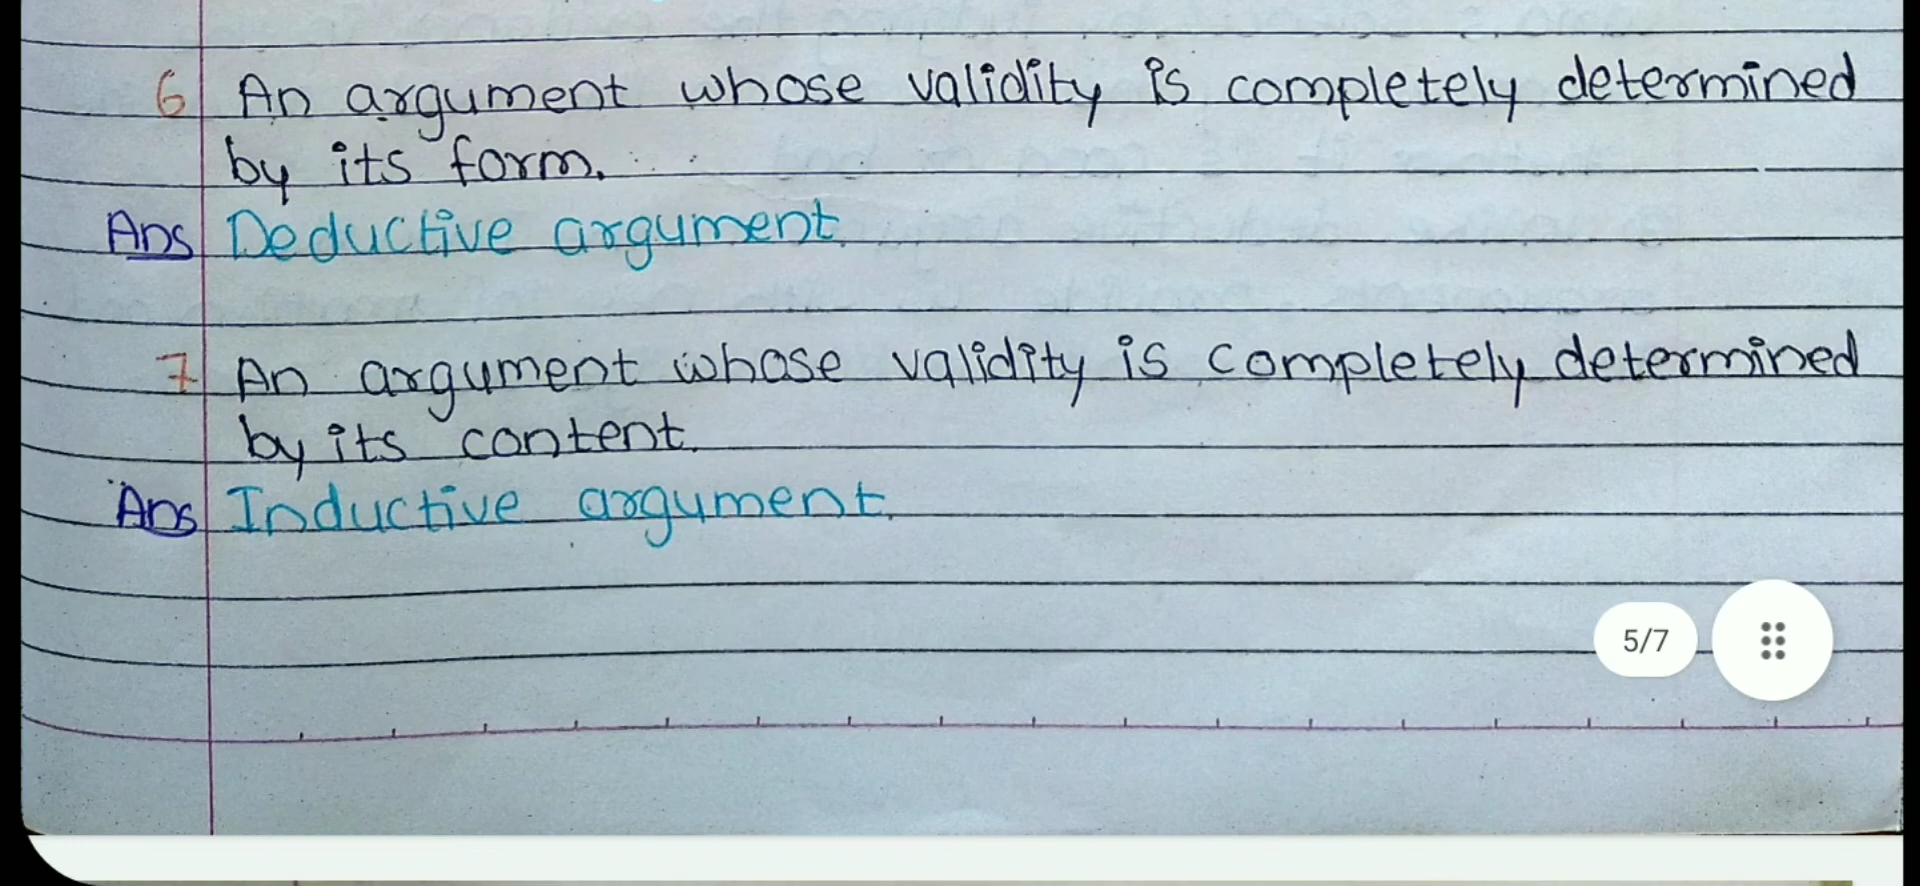 6 An argument whose validity is completely determined
by its form.
Ans Deductive argument.
7 An argument whose validity is completely determined
by its content.
Ans Inductive argument.
5/7